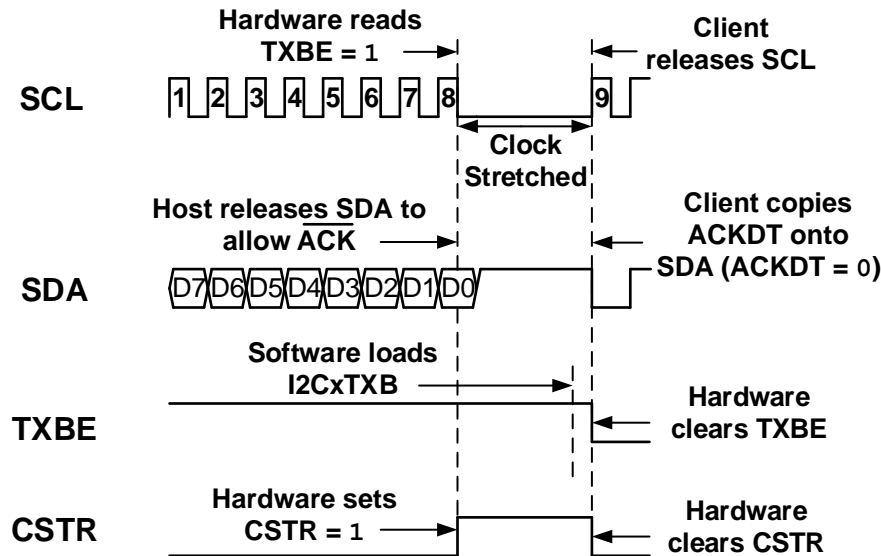 Hardware reads
TXBE = 1
Client
releases SCL
SCL
1 2 3 4 5 6 7 8 9
Clock
Stretched
Host releases SDA to
allow ACK
Client copies
ACKDT onto
SDA (ACKDT = 0)
SDA
D7 D6 D5 D4 D3 D2 D1 D0
Software loads
I2CxTXB
TXBE
Hardware
clears TXBE
Hardware sets
CSTR = 1
CSTR
Hardware
clears CSTR